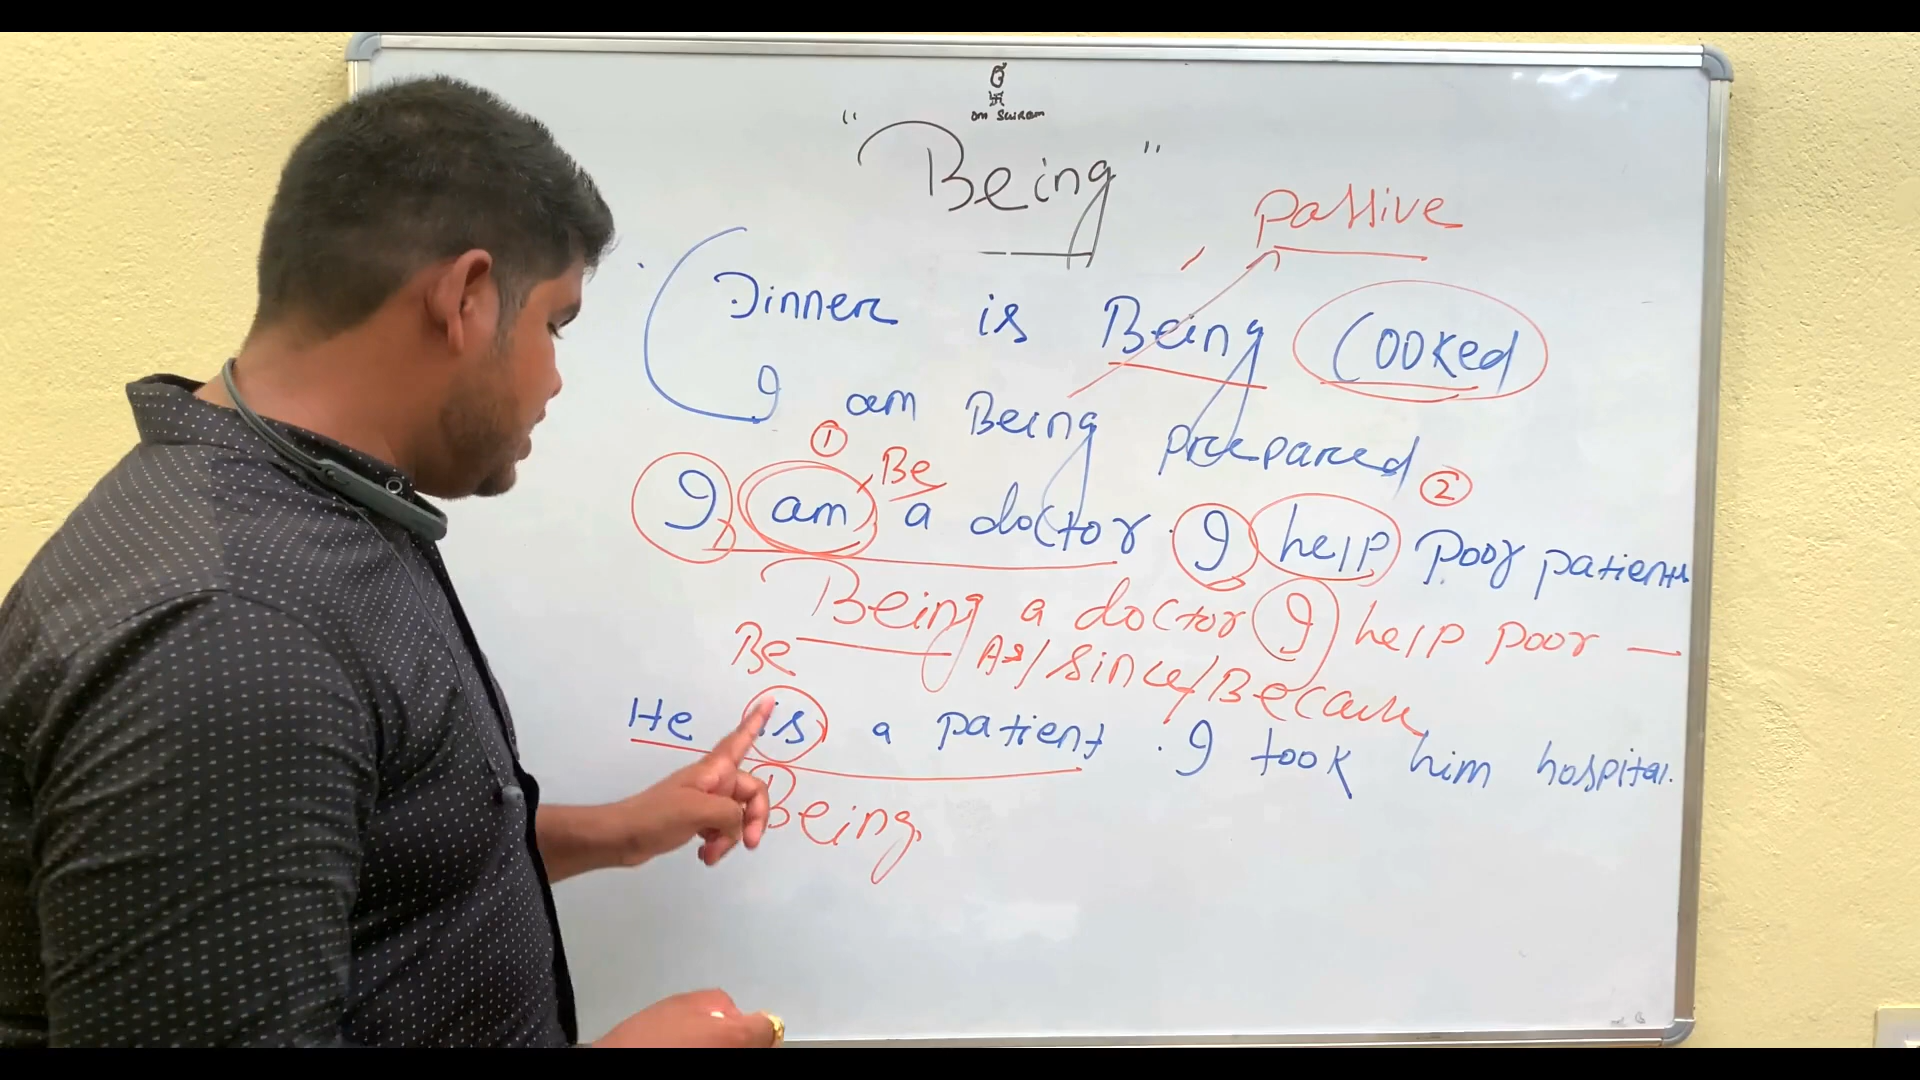 Om Sairam
"Being"
Passive
Dinner is Being Cooked
I am Being prepared
① Be ②
I am a doctor. I help poor patients
Being a doctor I help poor —
Be As/Since/Because
He is a patient. I took him hospital.
Being